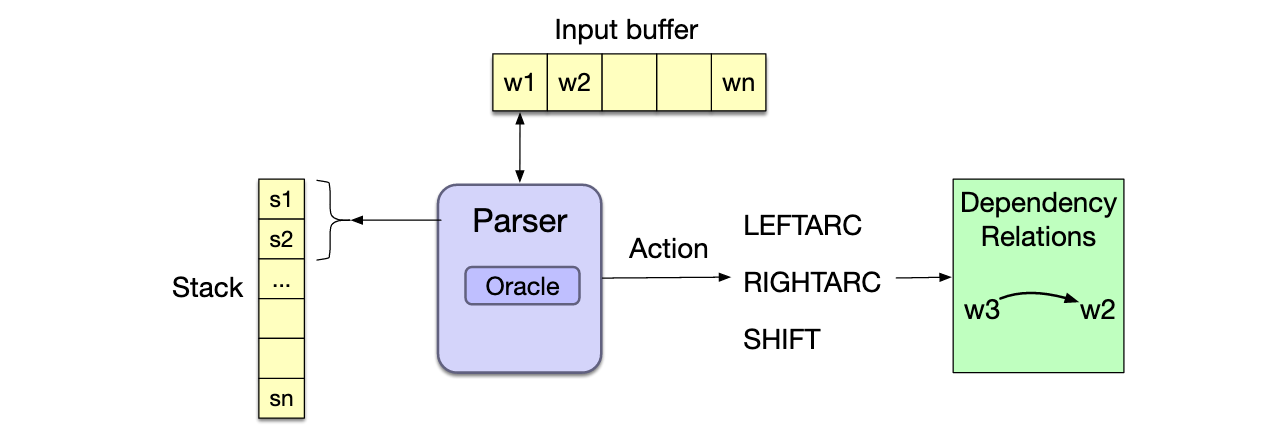 Input buffer
w1 w2 wn
s1
s2
...
sn
Stack
Parser
Oracle
Action
LEFTARC
RIGHTARC
SHIFT
Dependency
Relations
w3 w2